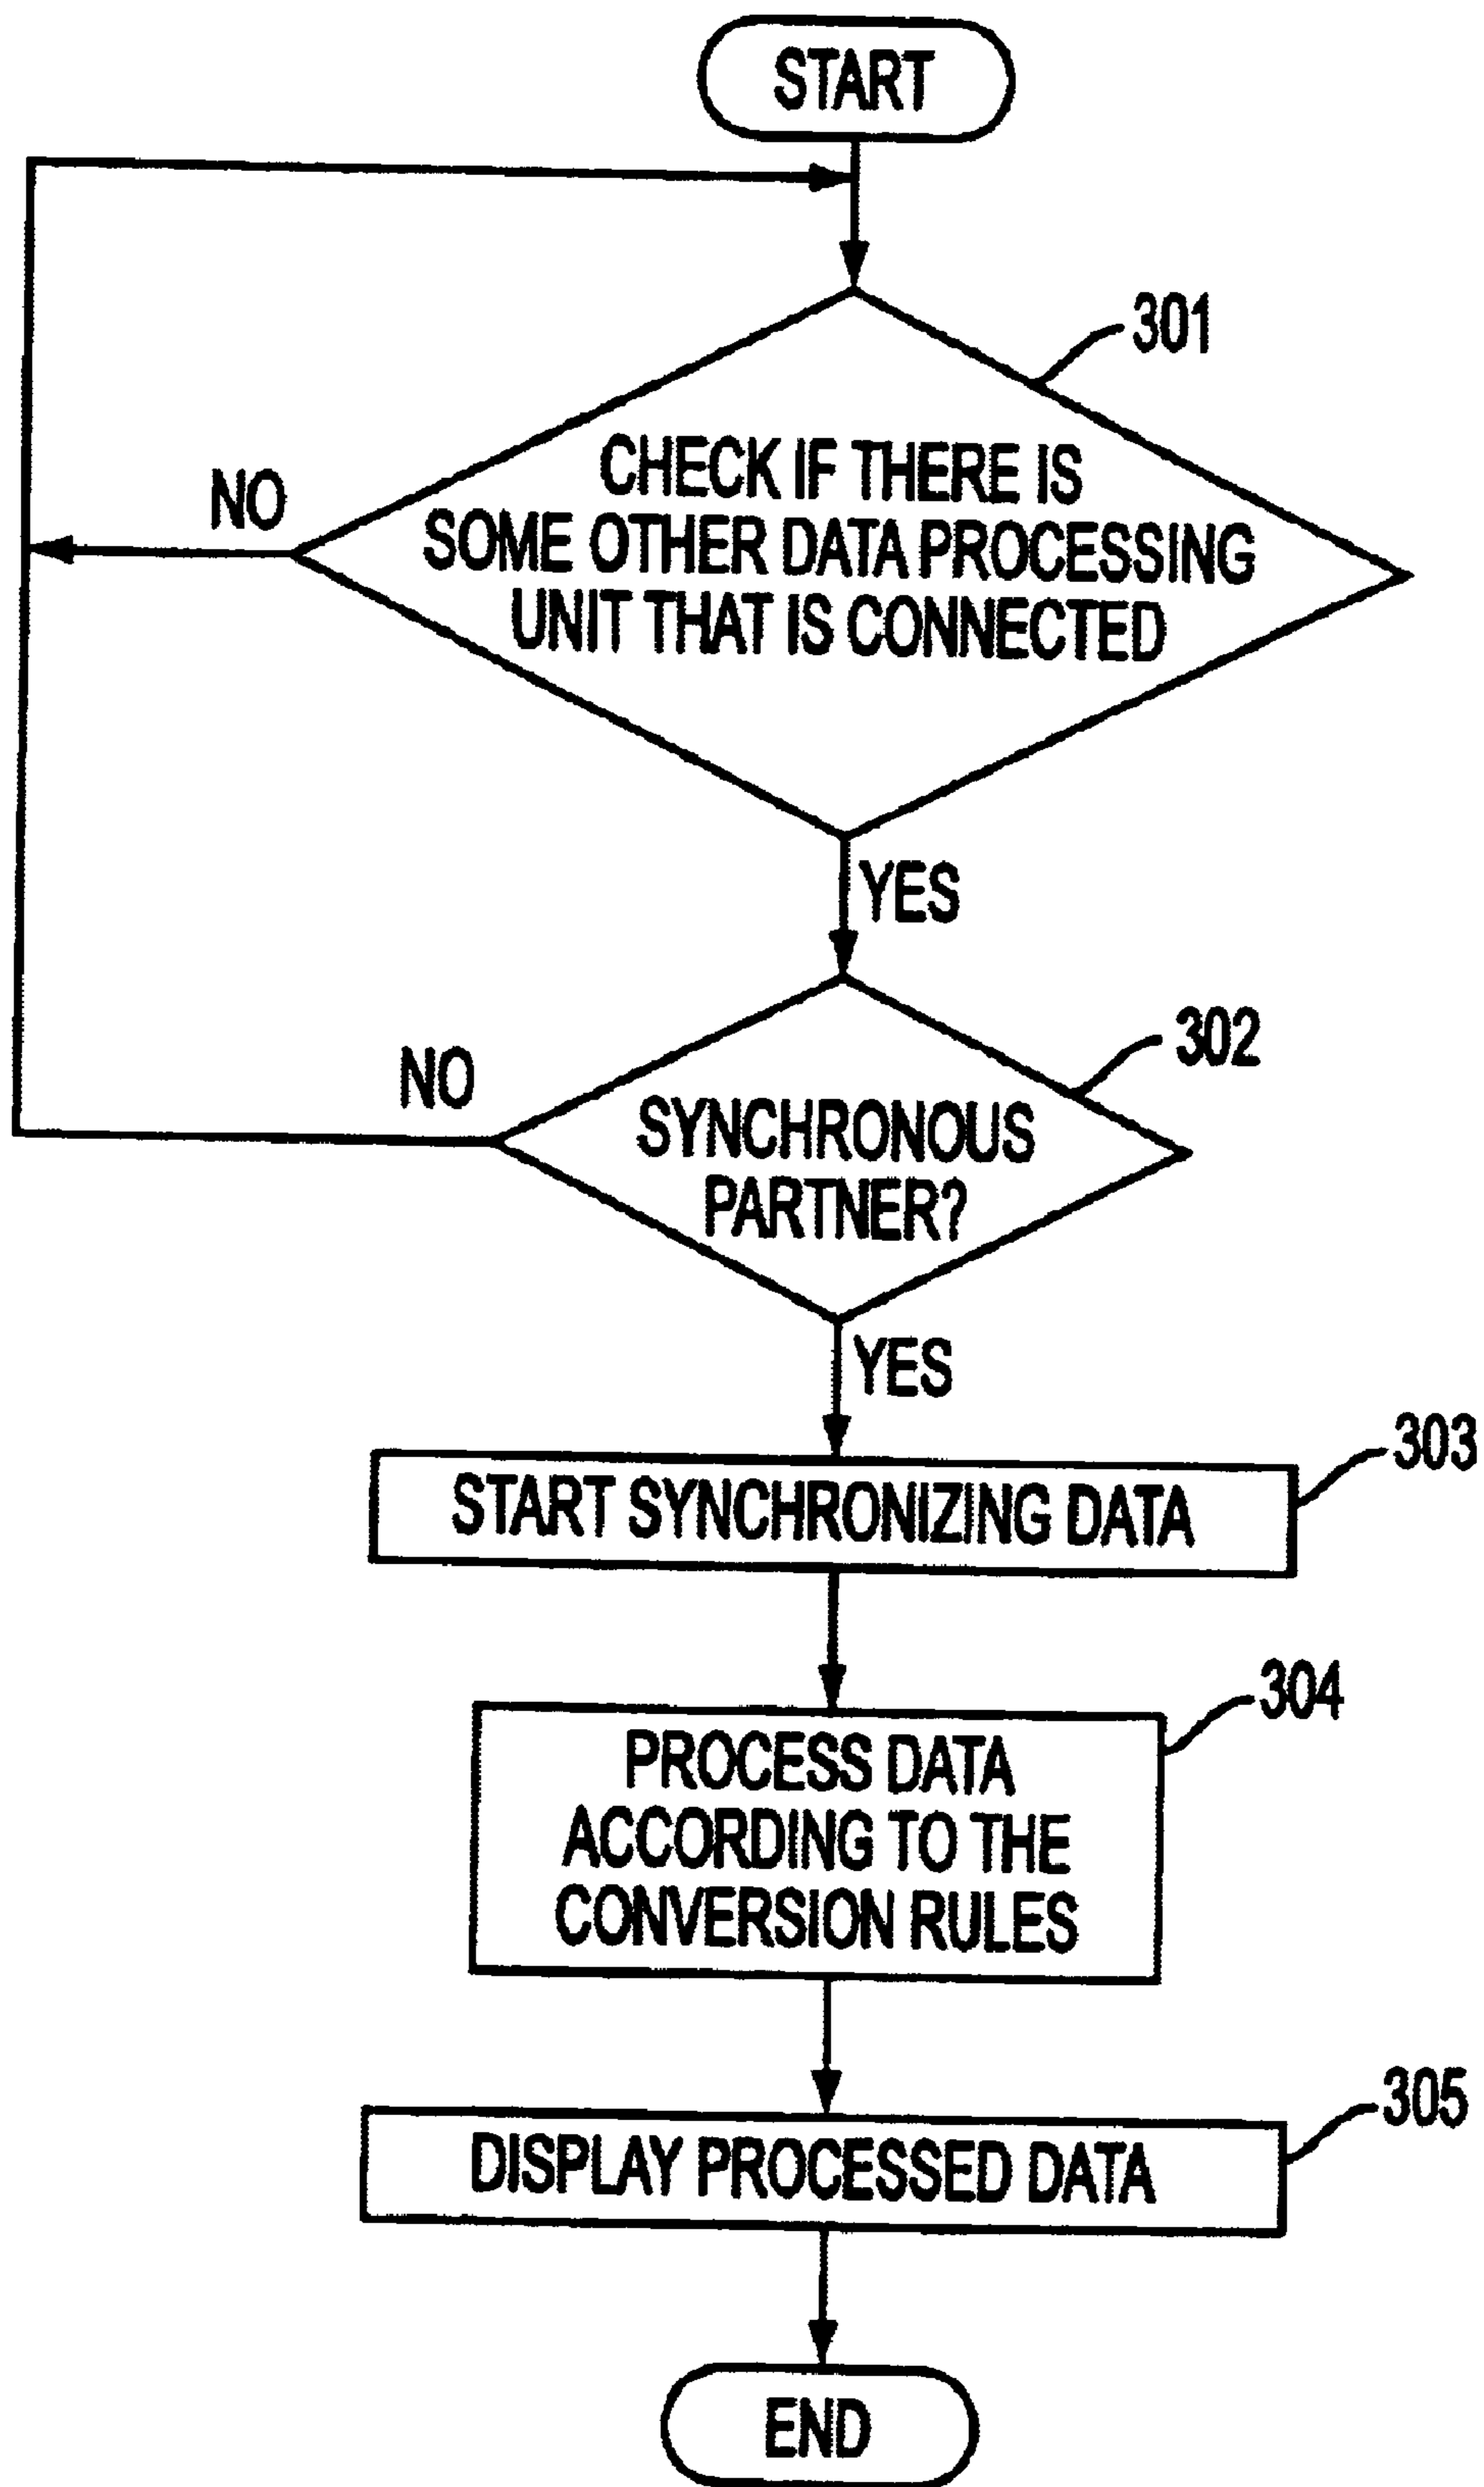 START
301
CHECK IF THERE IS
SOME OTHER DATA PROCESSING
UNIT THAT IS CONNECTED
NO
YES
302
SYNCHRONOUS
PARTNER?
NO
YES
303
START SYNCHRONIZING DATA
304
PROCESS DATA
ACCORDING TO THE
CONVERSION RULES
305
DISPLAY PROCESSED DATA
END